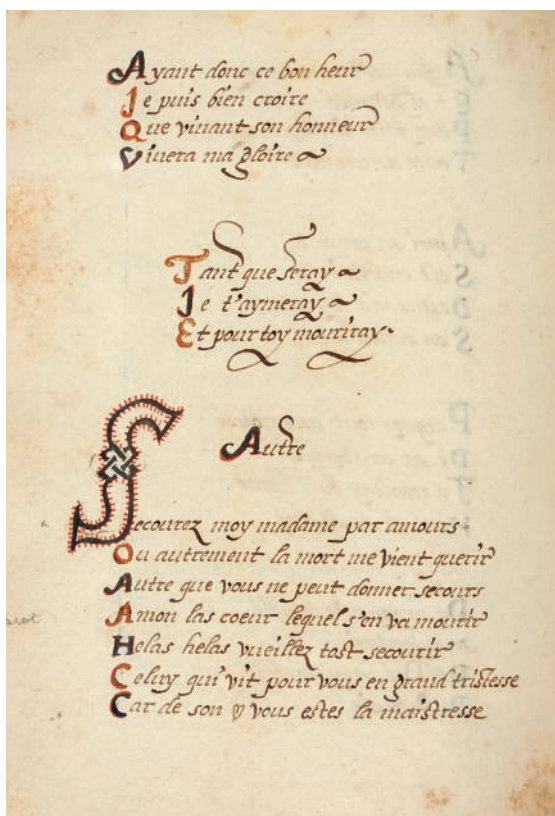 Ayant donc ce bon heur
Je puis bien croire
Que vivant son honneur
Vivera ma gloire
Tant que seray
Je t'aymeray
Et pour toy mouriray.
Autre
Secourez moy madame par amours
Ou autrement la mort me vient querir
Autre que vous ne peut donner secours
A mon las coeur lequel s'en va mourir
Helas helas vueillez tost secourir
Celuy qui vit pour vous en grand tristesse
Car de son vous estes la maistresse